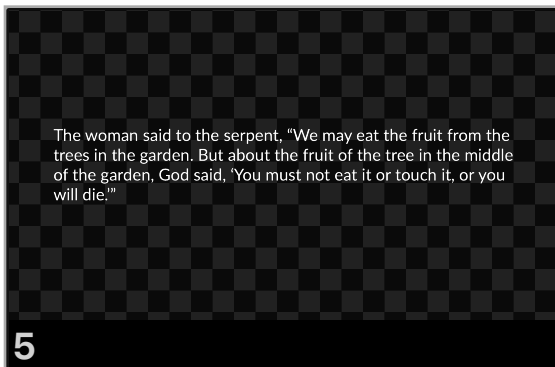 The woman said to the serpent, “We may eat the fruit from the
trees in the garden. But about the fruit of the tree in the middle
of the garden, God said, ‘You must not eat it or touch it, or you
will die.’”
5